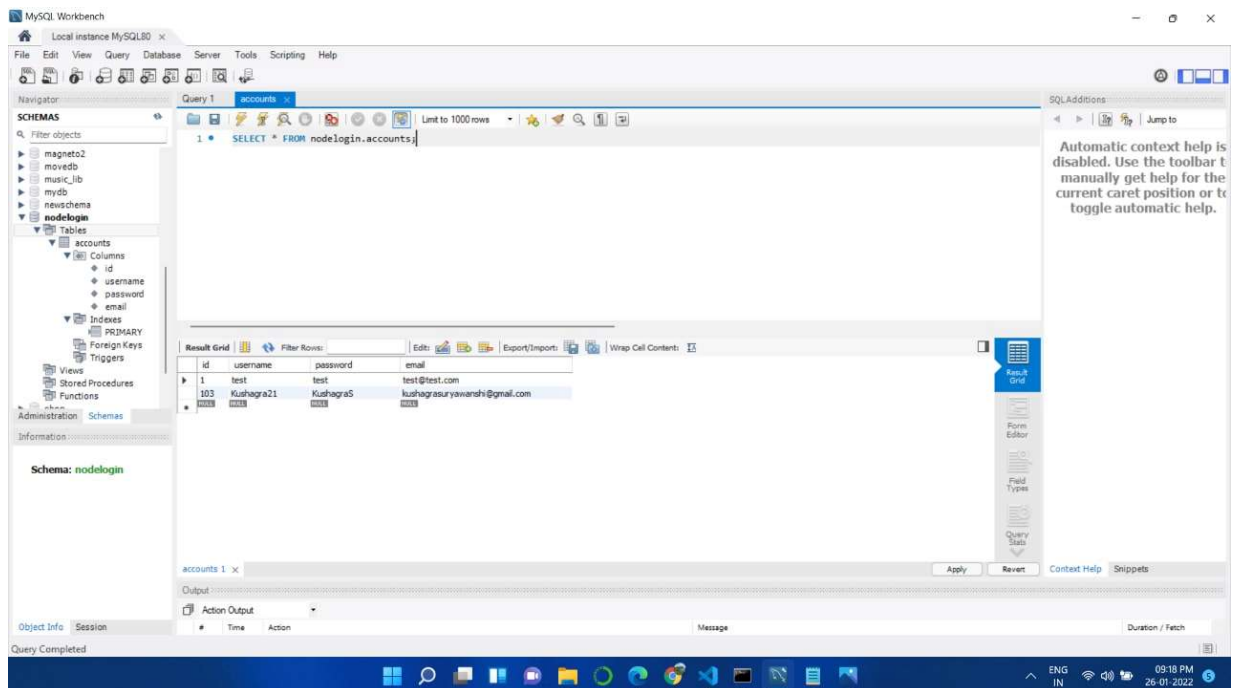 MySQL Workbench
Local instance MySQL80
File Edit View Query Database Server Tools Scripting Help
Navigator
SCHEMAS
Filter objects
magneto2
movedb
music_lib
mydb
newschema
nodelogin
Tables
accounts
Columns
id
username
password
email
Indexes
PRIMARY
Foreign Keys
Triggers
Views
Stored Procedures
Functions
Administration Schemas
Information
Schema: nodelogin
Object Info Session
Query Completed
Query 1 accounts
Limit to 1000 rows
1 SELECT * FROM nodelogin.accounts;
Result Grid Filter Rows: Edit: Export/Import: Wrap Cell Content:
id username password email
1 test test test@test.com
103 Kushagra21 KushagraS kushagrasuryawanshi@gmail.com
NULL NULL NULL NULL
Result
Grid
Form
Editor
Field
Types
Query
Stats
accounts 1 Apply Revert
Output
Action Output
# Time Action Message Duration / Fetch
SQLAdditions
Jump to
Automatic context help is
disabled. Use the toolbar t
manually get help for the
current caret position or to
toggle automatic help.
Context Help Snippets
ENG
IN
09:18 PM
26-01-2022
5